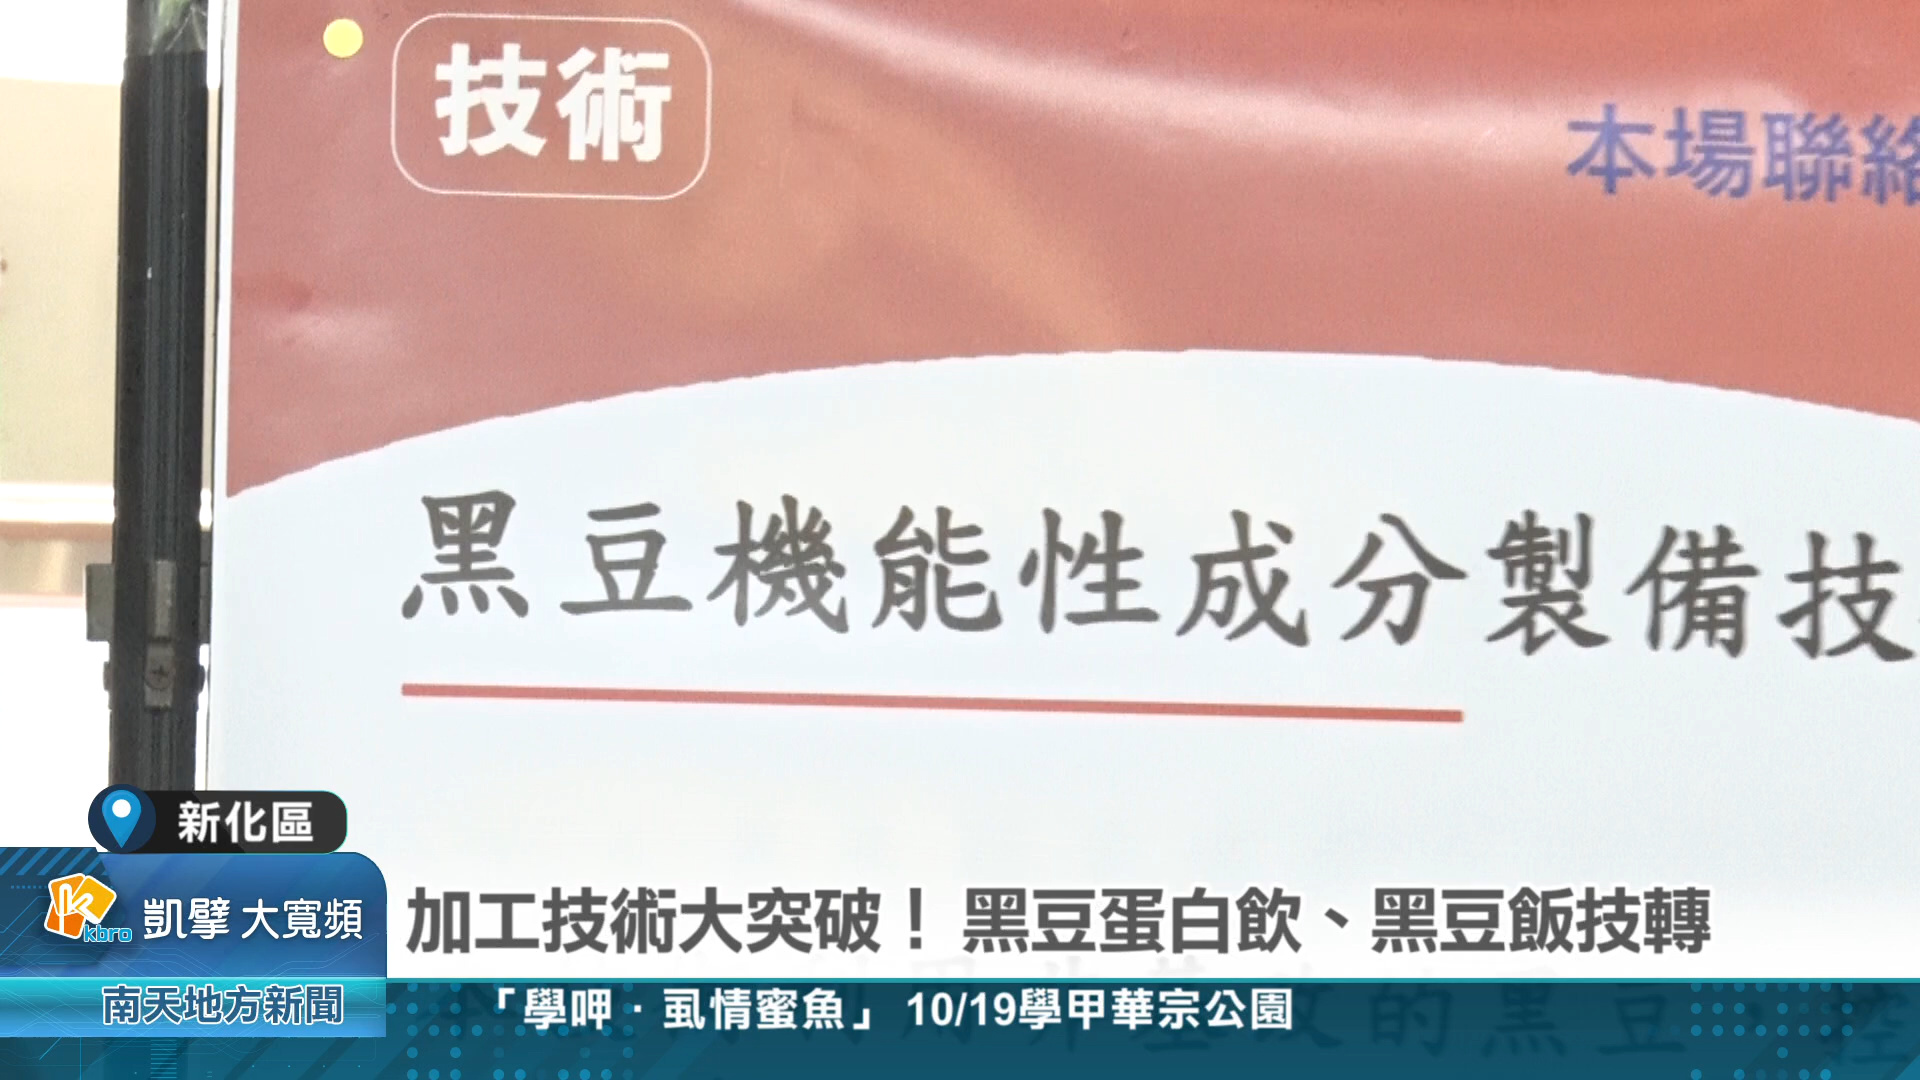 技術
本場聯絡
黑豆機能性成分製備技
新化區
kbro 凱擘大寬頻
加工技術大突破！黑豆蛋白飲、黑豆飯技轉
南天地方新聞
「學呷．虱情蜜魚」 10/19學甲華宗公園